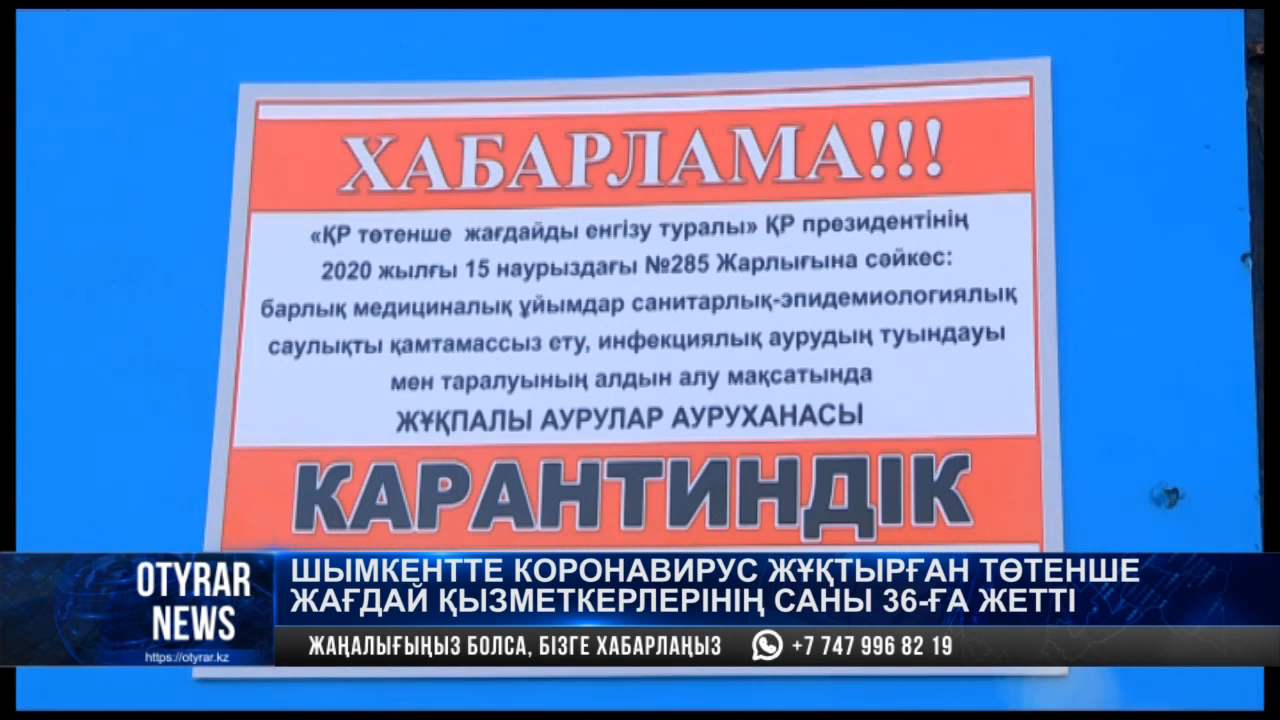 ХАБАРЛАМА!!!
«ҚР төтенше жағдайды енгізу туралы» ҚР президентінің
2020 жылғы 15 наурыздағы №285 Жарлығына сәйкес:
барлық медициналық ұйымдар санитарлық-эпидемиологиялық
саулықты қамтамассыз ету, инфекциялық аурудың туындауы
мен таралуының алдын алу мақсатында
ЖҰҚПАЛЫ АУРУЛАР АУРУХАНАСЫ
КАРАНТИНДІК
OTYRAR
NEWS
https://otyrar.kz
ШЫМКЕНТТЕ КОРОНАВИРУС ЖҰҚТЫРҒАН ТӨТЕНШЕ
ЖАҒДАЙ ҚЫЗМЕТКЕРЛЕРІНІҢ САНЫ 36-ҒА ЖЕТТІ
ЖАҢАЛЫҒЫҢЫЗ БОЛСА, БІЗГЕ ХАБАРЛАҢЫЗ +7 747 996 82 19